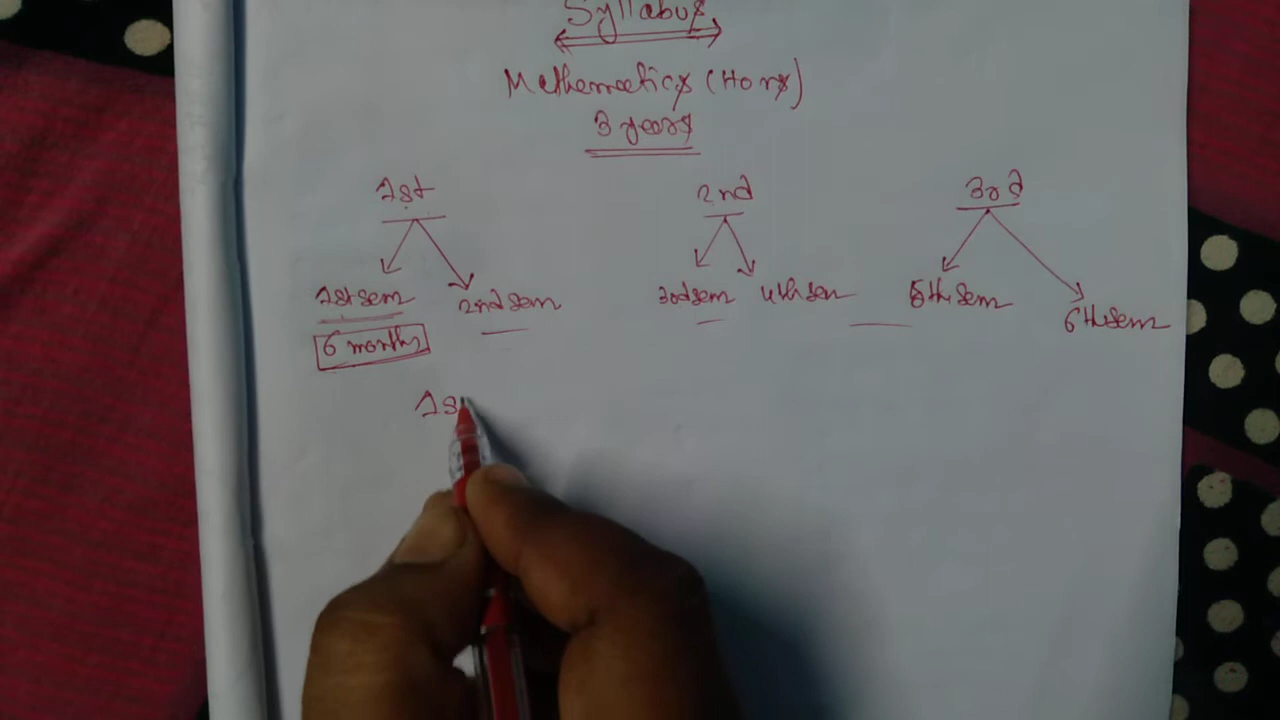 Syllabus
Mathematics (Hons)
3 years
1st 2nd 3rd
1st sem 2nd sem 3rd sem 4th sem 5th sem 6th sem
6 months
1s